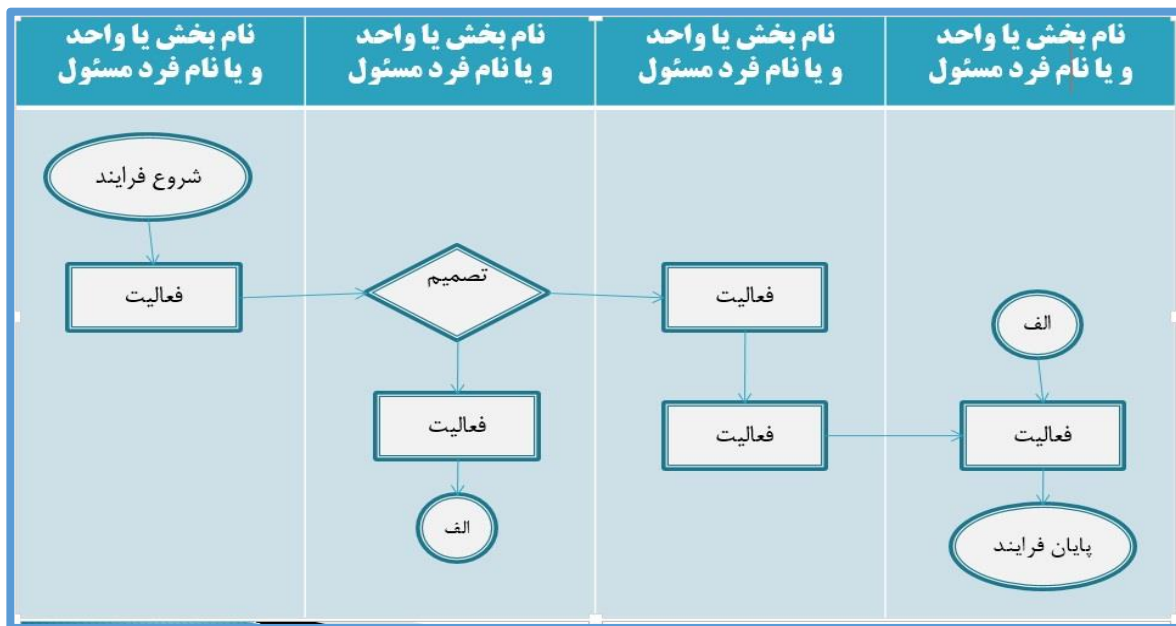 نام بخش یا واحد
و یا نام فرد مسئول
نام بخش یا واحد
و یا نام فرد مسئول
نام بخش یا واحد
و یا نام فرد مسئول
نام بخش یا واحد
و یا نام فرد مسئول
شروع فرایند
فعالیت
تصمیم
فعالیت
الف
فعالیت
فعالیت
الف
فعالیت
پایان فرایند